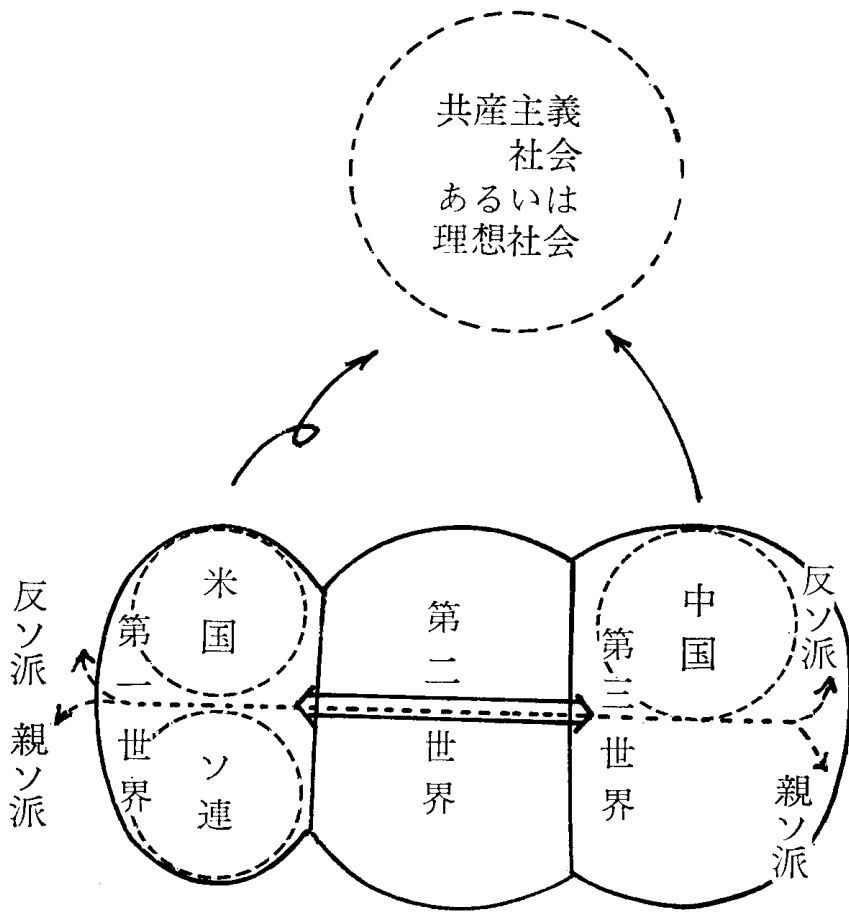 共産主義
社会
あるいは
理想社会
反ソ派
親ソ派
第一世界
米国
ソ連
第二世界
第三世界
中国
反ソ派
親ソ派